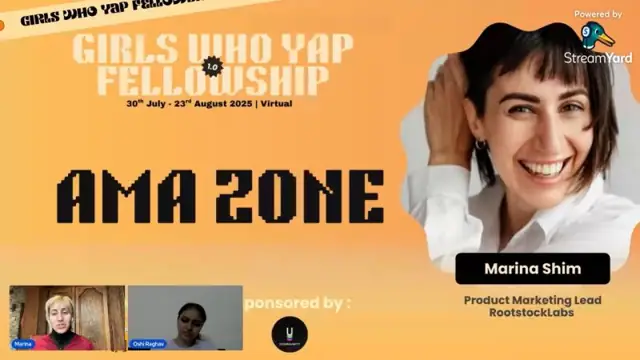 GIRLS WHO YAP FELLOWSHIP
Powered by
StreamYard
GIRLS WHO YAP
1.0
FELLOWSHIP
30th July - 23rd August 2025 | Virtual
AMA ZONE
Marina Shim
Product Marketing Lead
RootstockLabs
ponsored by :
Marina
Oshi Raghav